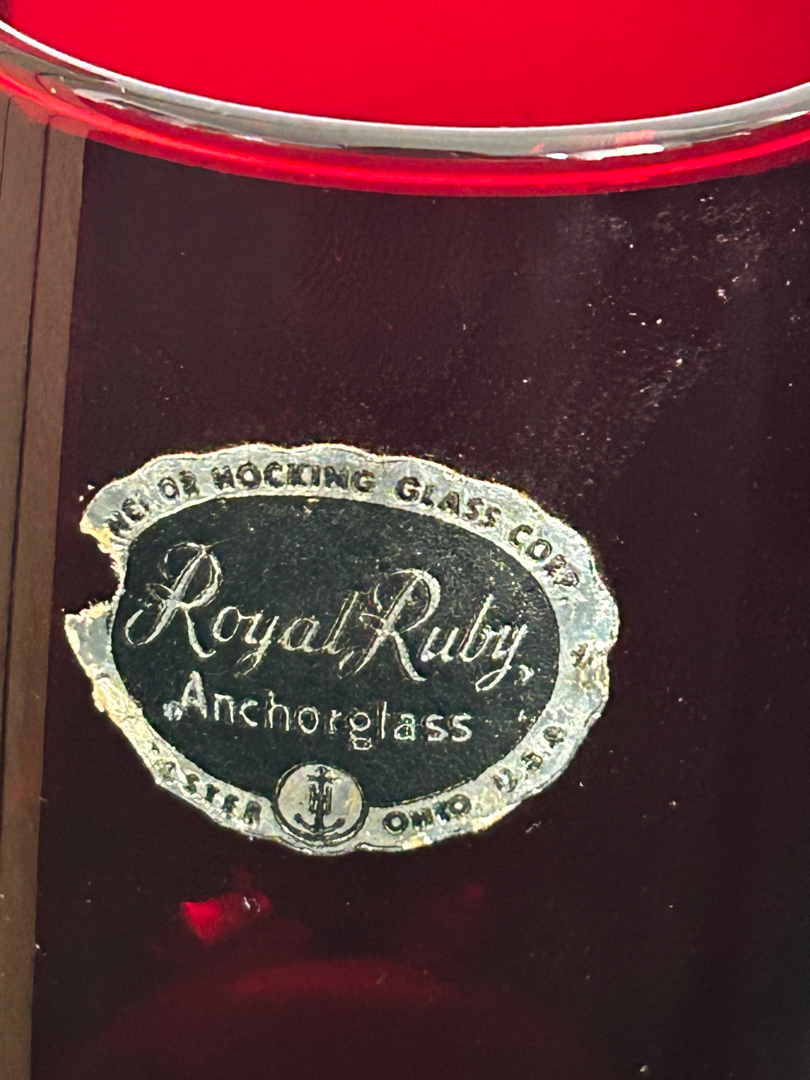 HOCKING GLASS CORP.
Royal Ruby
Anchorglass
OHIO, U.S.A.
H